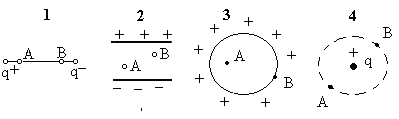 1 2 3 4
+ + +
A B
q+ q–
B
A
– – –
+ + + + + + + + +
A
B
B
+
q
A